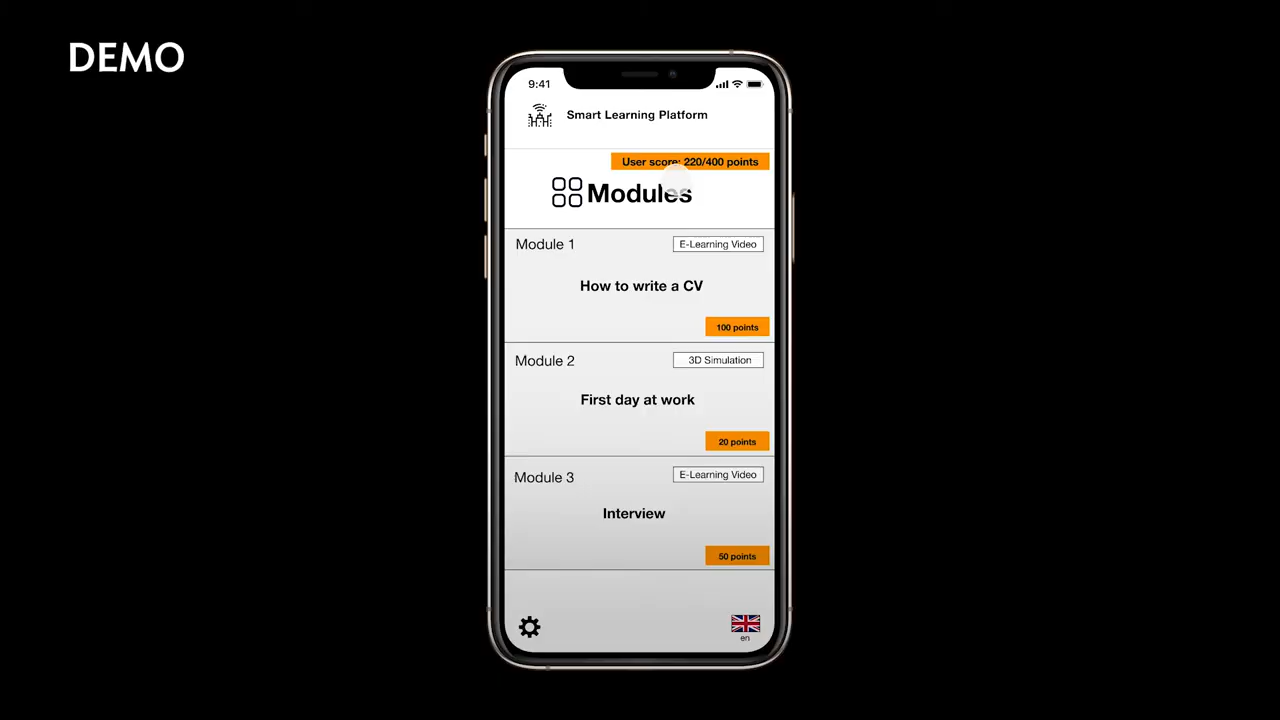 DEMO
9:41
Smart Learning Platform
User score: 220/400 points
Modules
Module 1
E-Learning Video
How to write a CV
100 points
Module 2
3D Simulation
First day at work
20 points
Module 3
E-Learning Video
Interview
50 points
en